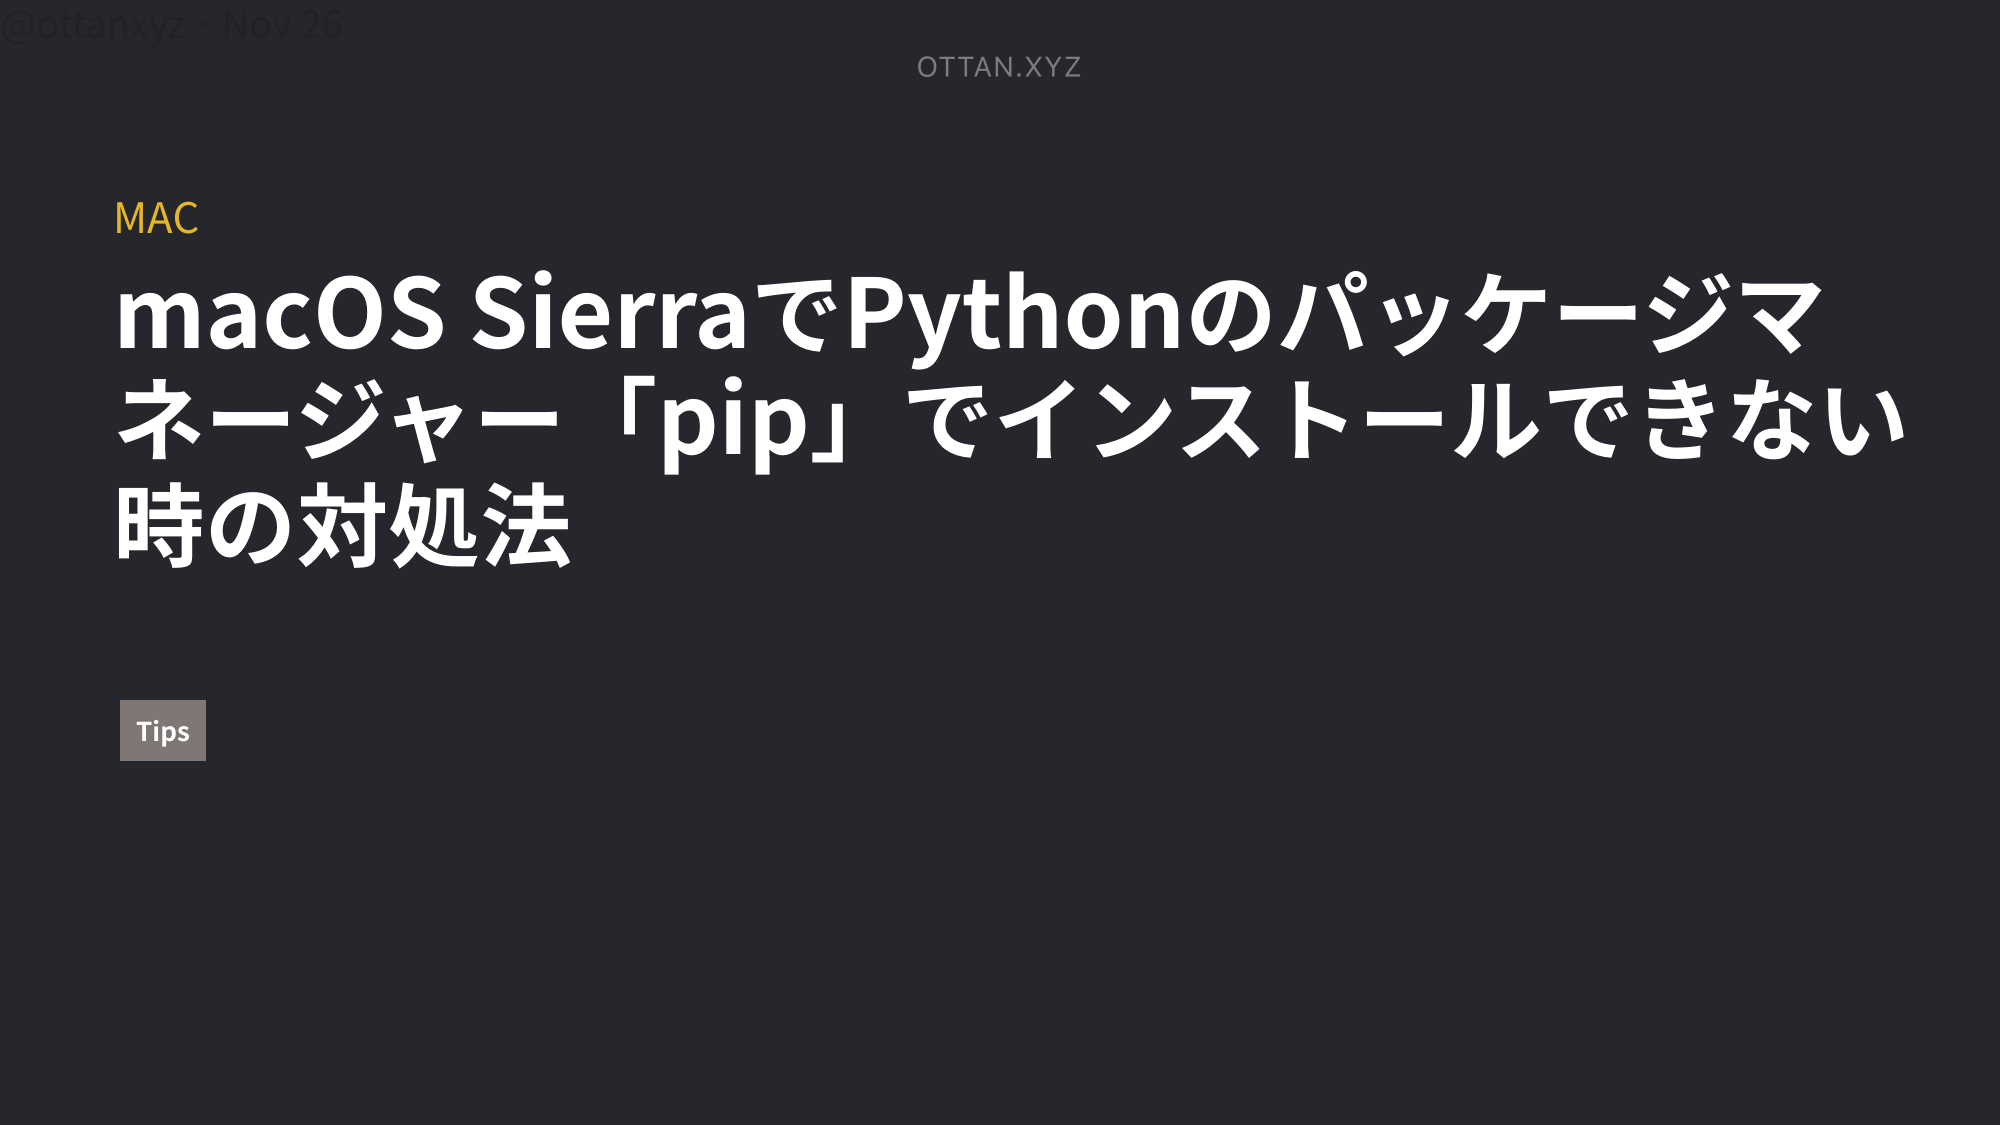 @ottanxyz・Nov 26
OTTAN.XYZ
MAC
macOS SierraでPythonのパッケージマ
ネージャー「pip」でインストールできない
時の対処法
Tips